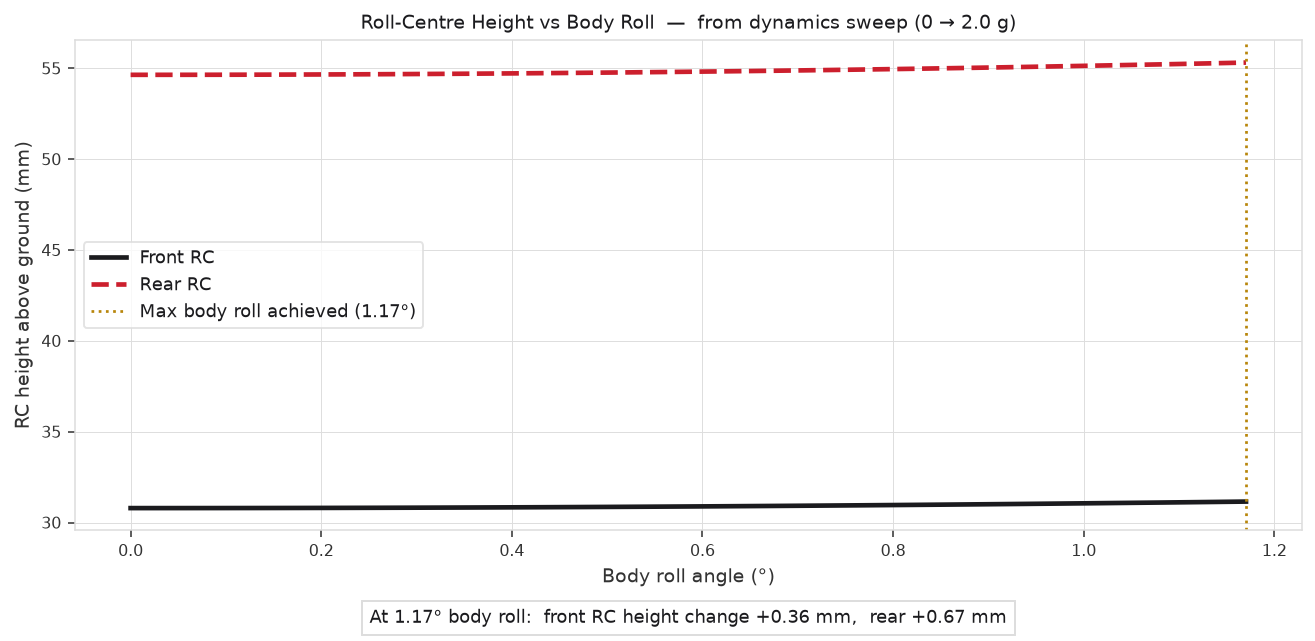 Roll-Centre Height vs Body Roll — from dynamics sweep (0 → 2.0 g)
RC height above ground (mm)
55
50
45
40
35
30
Front RC
Rear RC
Max body roll achieved (1.17°)
0.0 0.2 0.4 0.6 0.8 1.0 1.2
Body roll angle (°)
At 1.17° body roll: front RC height change +0.36 mm, rear +0.67 mm